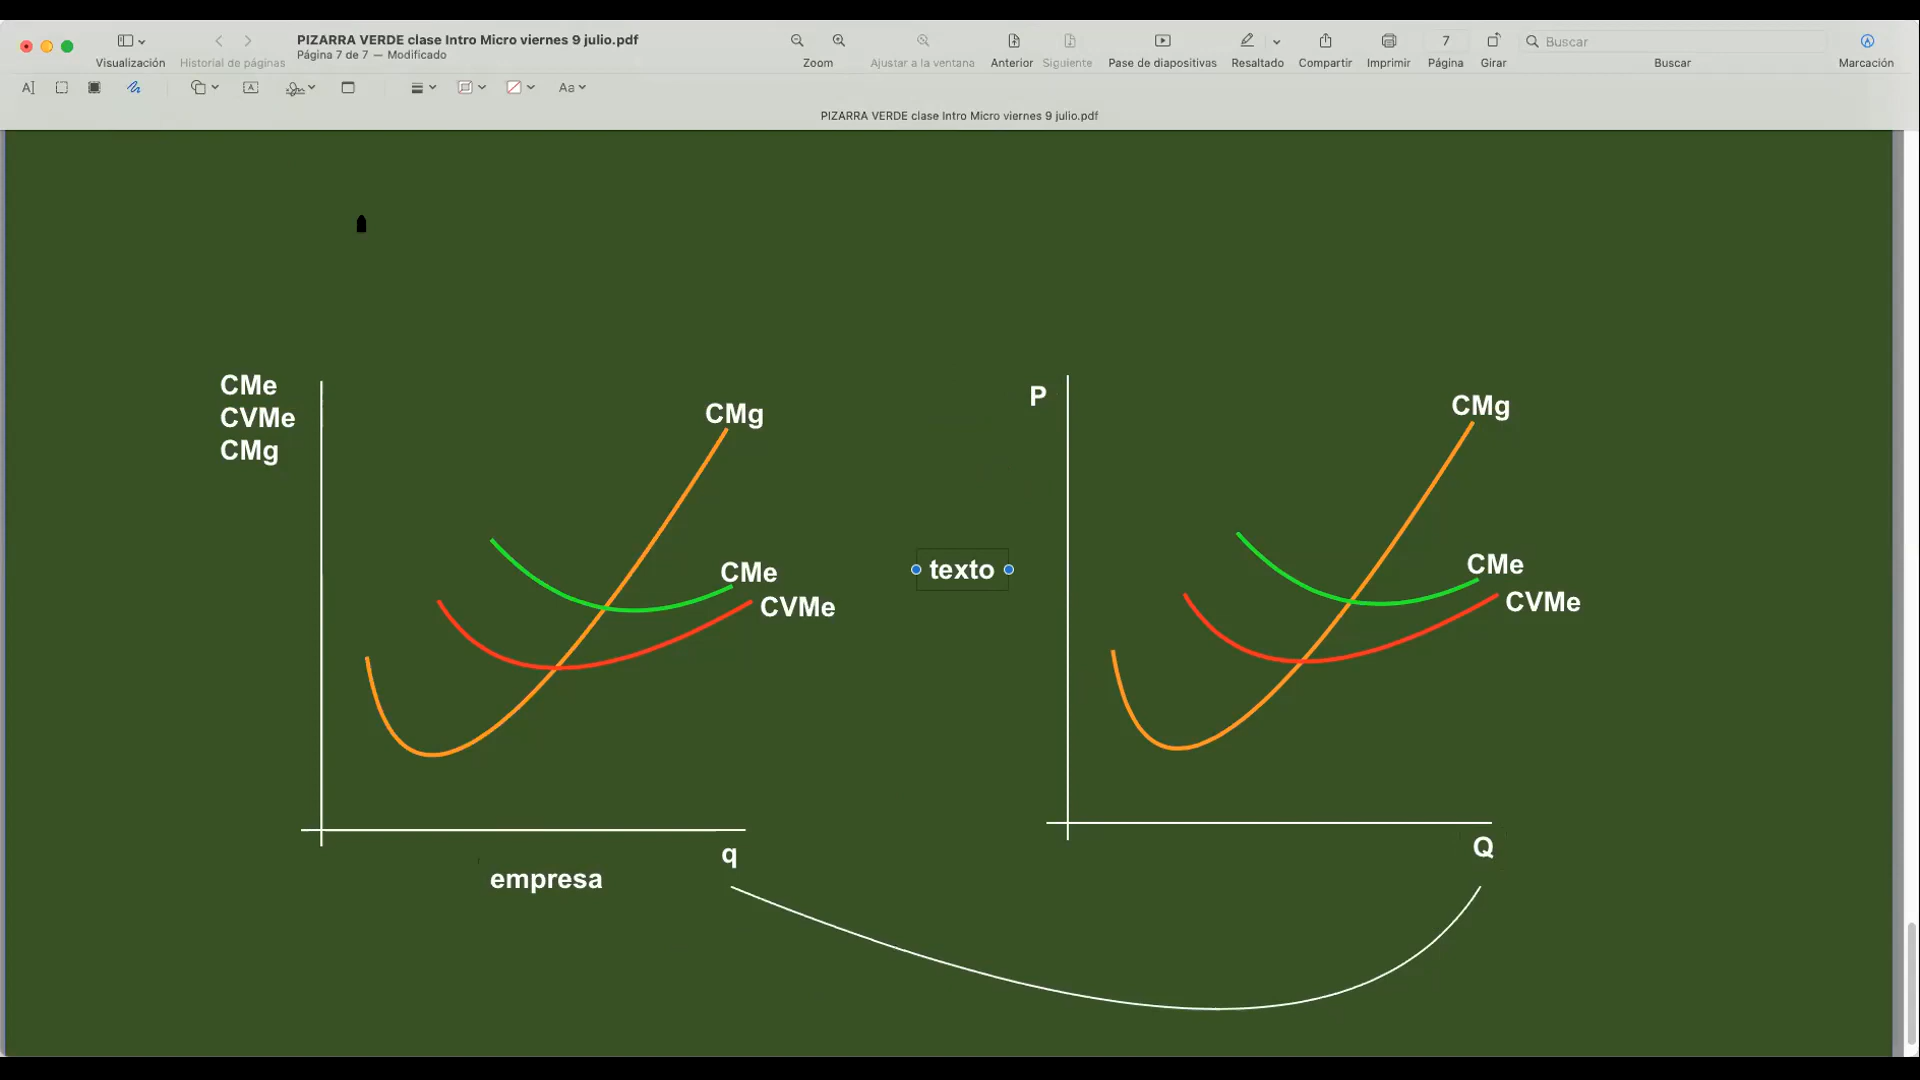 PIZARRA VERDE clase Intro Micro viernes 9 julio.pdf
Página 7 de 7 — Modificado
Visualización
Historial de páginas
Zoom
Ajustar a la ventana
Anterior
Siguiente
Pase de diapositivas
Resaltado
Compartir
Imprimir
7
Página
Girar
Buscar
Buscar
Marcación
Aa
PIZARRA VERDE clase Intro Micro viernes 9 julio.pdf
CMe
CVMe
CMg
CMg
CMe
CVMe
q
empresa
texto
P
CMg
CMe
CVMe
Q